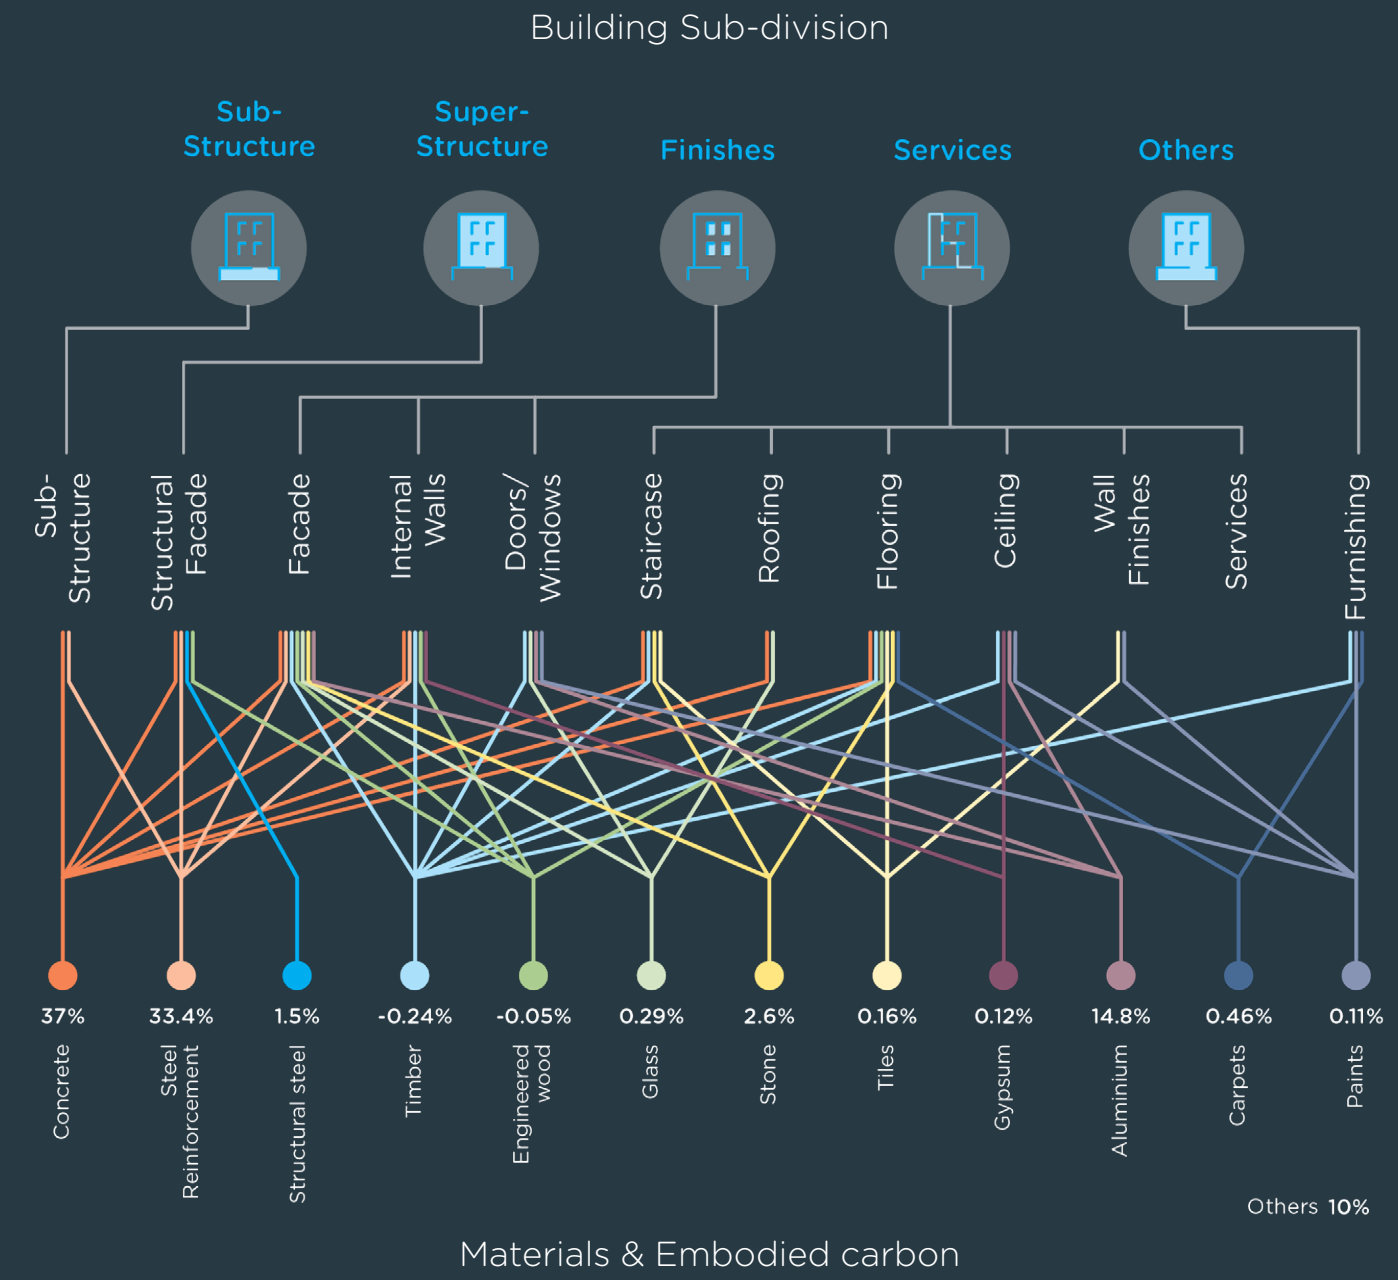 Building Sub-division
Sub-
Structure
Super-
Structure
Finishes
Services
Others
Sub-
Structure
Structural
Facade
Facade
Internal
Walls
Doors/
Windows
Staircase
Roofing
Flooring
Ceiling
Wall
Finishes
Services
Furnishing
37%
33.4%
1.5%
-0.24%
-0.05%
0.29%
2.6%
0.16%
0.12%
14.8%
0.46%
0.11%
Concrete
Steel
Reinforcement
Structural steel
Timber
Engineered
wood
Glass
Stone
Tiles
Gypsum
Aluminium
Carpets
Paints
Others 10%
Materials & Embodied carbon